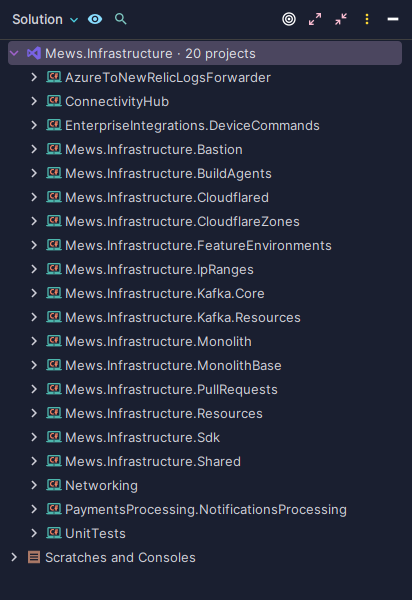 Solution
Mews.Infrastructure · 20 projects
AzureToNewRelicLogsForwarder
ConnectivityHub
EnterpriseIntegrations.DeviceCommands
Mews.Infrastructure.Bastion
Mews.Infrastructure.BuildAgents
Mews.Infrastructure.Cloudflared
Mews.Infrastructure.CloudflareZones
Mews.Infrastructure.FeatureEnvironments
Mews.Infrastructure.IpRanges
Mews.Infrastructure.Kafka.Core
Mews.Infrastructure.Kafka.Resources
Mews.Infrastructure.Monolith
Mews.Infrastructure.MonolithBase
Mews.Infrastructure.PullRequests
Mews.Infrastructure.Resources
Mews.Infrastructure.Sdk
Mews.Infrastructure.Shared
Networking
PaymentsProcessing.NotificationsProcessing
UnitTests
Scratches and Consoles